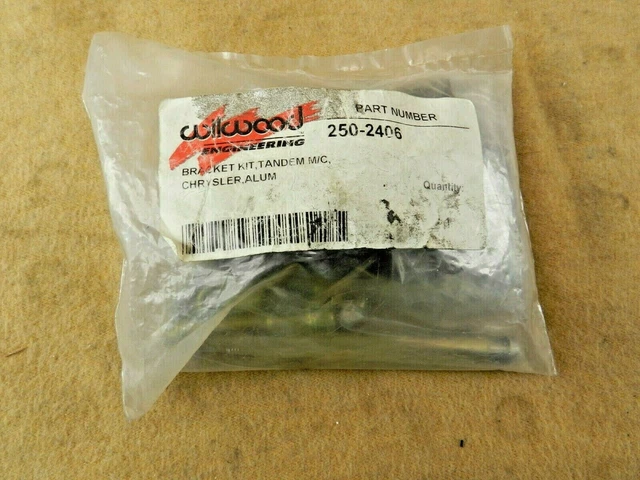 wilwood
ENGINEERING
PART NUMBER
250-2406
BRACKET KIT,TANDEM M/C,
CHRYSLER,ALUM
Quantity: